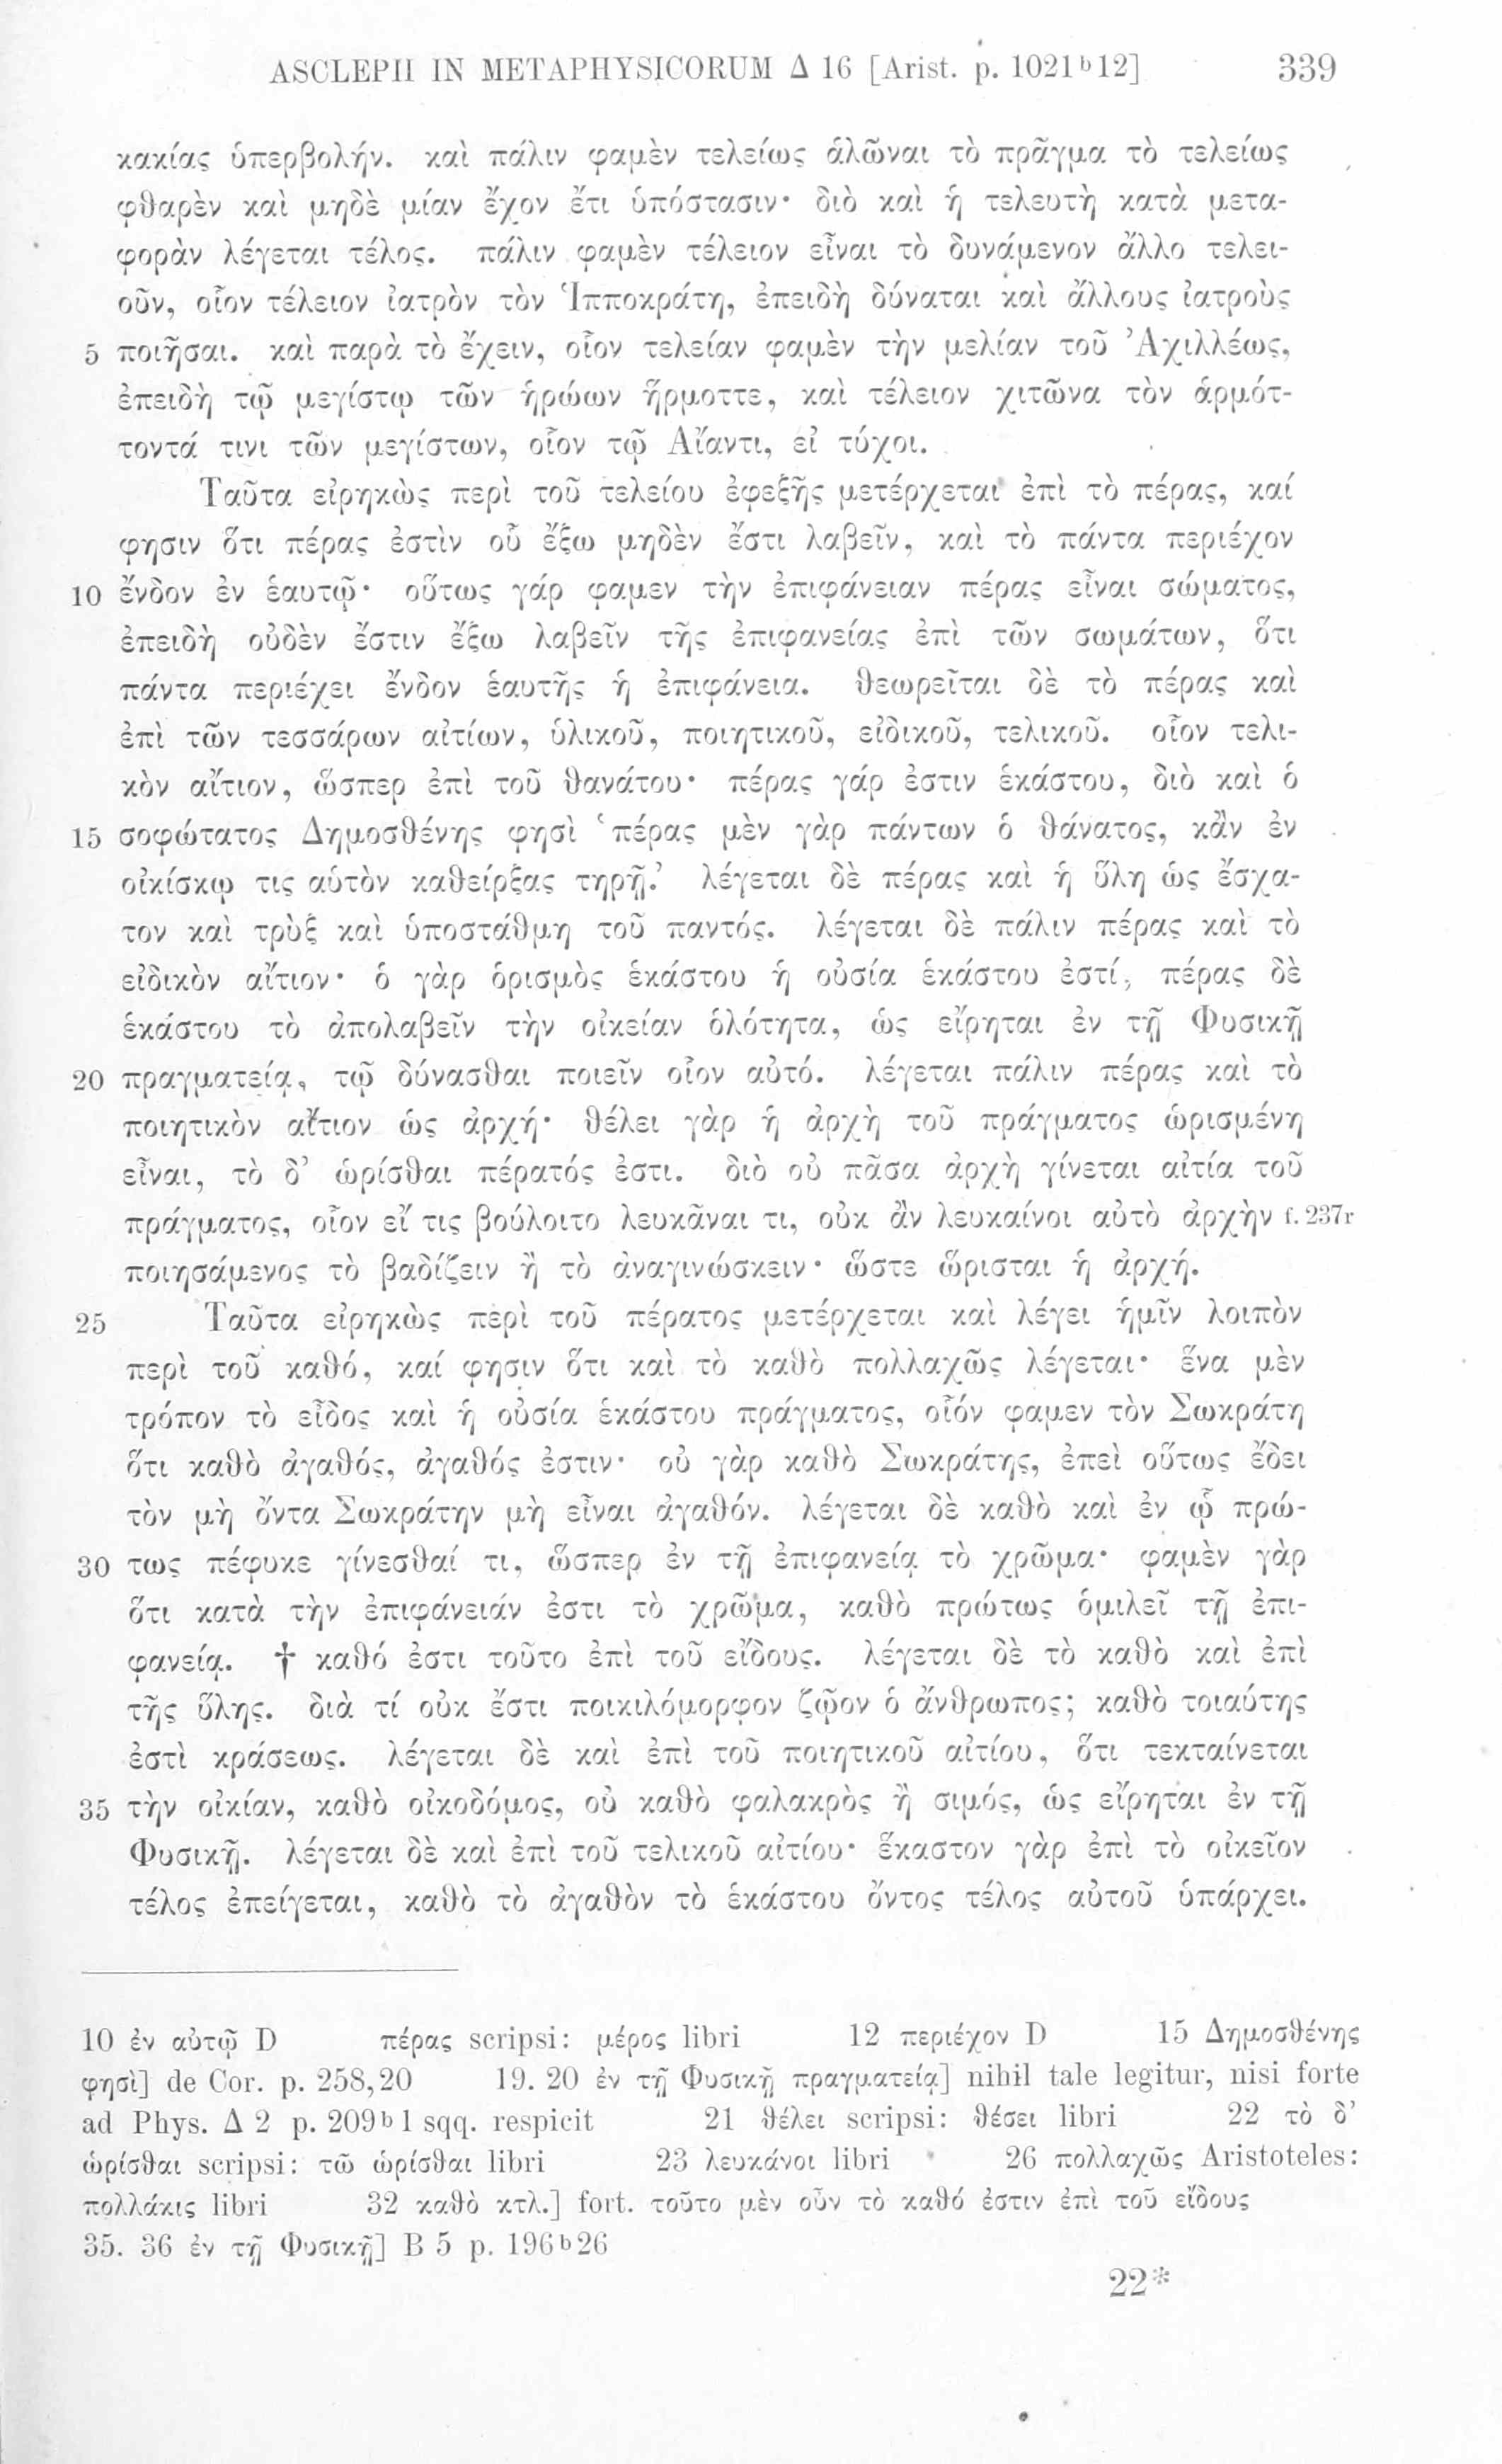 ASCLEPII IN METAPHYSICORUM Δ 16 [Arist. p. 1021ᵇ12] 339
κακίας ὑπερβολήν. καὶ πάλιν φαμὲν τελείως ἁλῶναι τὸ πρᾶγμα τὸ τελείως
φθαρὲν καὶ μηδὲ μίαν ἔχον ἔτι ὑπόστασιν· διὸ καὶ ἡ τελευτὴ κατὰ μετα-
φορὰν λέγεται τέλος. πάλιν φαμὲν τέλειον εἶναι τὸ δυνάμενον ἄλλο τελει-
οῦν, οἷον τέλειον ἰατρὸν τὸν Ἱπποκράτη, ἐπειδὴ δύναται καὶ ἄλλους ἰατροὺς
5 ποιῆσαι. καὶ παρὰ τὸ ἔχειν, οἷον τελείαν φαμὲν τὴν μελίαν τοῦ Ἀχιλλέως,
ἐπειδὴ τῷ μεγίστῳ τῶν ἡρώων ἥρμοττε, καὶ τέλειον χιτῶνα τὸν ἁρμότ-
τοντά τινι τῶν μεγίστων, οἷον τῷ Αἴαντι, εἰ τύχοι.
Ταῦτα εἰρηκὼς περὶ τοῦ τελείου ἐφεξῆς μετέρχεται ἐπὶ τὸ πέρας, καί
φησιν ὅτι πέρας ἐστὶν οὗ ἔξω μηδὲν ἔστι λαβεῖν, καὶ τὸ πάντα περιέχον
10 ἔνδον ἐν ἑαυτῷ· οὕτως γάρ φαμεν τὴν ἐπιφάνειαν πέρας εἶναι σώματος,
ἐπειδὴ οὐδὲν ἔστιν ἔξω λαβεῖν τῆς ἐπιφανείας ἐπὶ τῶν σωμάτων, ὅτι
πάντα περιέχει ἔνδον ἑαυτῆς ἡ ἐπιφάνεια. θεωρεῖται δὲ τὸ πέρας καὶ
ἐπὶ τῶν τεσσάρων αἰτίων, ὑλικοῦ, ποιητικοῦ, εἰδικοῦ, τελικοῦ. οἷον τελι-
κὸν αἴτιον, ὥσπερ ἐπὶ τοῦ θανάτου· πέρας γάρ ἐστιν ἑκάστου, διὸ καὶ ὁ
15 σοφώτατος Δημοσθένης φησὶ ‘πέρας μὲν γὰρ πάντων ὁ θάνατος, κἂν ἐν
οἰκίσκῳ τις αὑτὸν καθείρξας τηρῇ.’ λέγεται δὲ πέρας καὶ ἡ ὕλη ὡς ἔσχα-
τον καὶ τρὺξ καὶ ὑποστάθμη τοῦ παντός. λέγεται δὲ πάλιν πέρας καὶ τὸ
εἰδικὸν αἴτιον· ὁ γὰρ ὁρισμὸς ἑκάστου ἡ οὐσία ἑκάστου ἐστί, πέρας δὲ
ἑκάστου τὸ ἀπολαβεῖν τὴν οἰκείαν ὁλότητα, ὡς εἴρηται ἐν τῇ Φυσικῇ
20 πραγματείᾳ, τῷ δύνασθαι ποιεῖν οἷον αὐτό. λέγεται πάλιν πέρας καὶ τὸ
ποιητικὸν αἴτιον ὡς ἀρχή· θέλει γὰρ ἡ ἀρχὴ τοῦ πράγματος ὡρισμένη
εἶναι, τὸ δ’ ὡρίσθαι πέρατός ἐστι. διὸ οὐ πᾶσα ἀρχὴ γίνεται αἰτία τοῦ
πράγματος, οἷον εἴ τις βούλοιτο λευκᾶναι τι, οὐκ ἂν λευκαίνοι αὐτὸ ἀρχὴν f. 237r
ποιησάμενος τὸ βαδίζειν ἢ τὸ ἀναγινώσκειν· ὥστε ὥρισται ἡ ἀρχή.
25 Ταῦτα εἰρηκὼς περὶ τοῦ πέρατος μετέρχεται καὶ λέγει ἡμῖν λοιπὸν
περὶ τοῦ καθό, καί φησιν ὅτι καὶ τὸ καθὸ πολλαχῶς λέγεται· ἕνα μὲν
τρόπον τὸ εἶδος καὶ ἡ οὐσία ἑκάστου πράγματος, οἷόν φαμεν τὸν Σωκράτη
ὅτι καθὸ ἀγαθός, ἀγαθός ἐστιν· οὐ γὰρ καθὸ Σωκράτης, ἐπεὶ οὕτως ἔδει
τὸν μὴ ὄντα Σωκράτην μὴ εἶναι ἀγαθόν. λέγεται δὲ καθὸ καὶ ἐν ᾧ πρώ-
30 τως πέφυκε γίνεσθαί τι, ὥσπερ ἐν τῇ ἐπιφανείᾳ τὸ χρῶμα· φαμὲν γὰρ
ὅτι κατὰ τὴν ἐπιφάνειάν ἐστι τὸ χρῶμα, καθὸ πρώτως ὁμιλεῖ τῇ ἐπι-
φανείᾳ. † καθό ἐστι τοῦτο ἐπὶ τοῦ εἴδους. λέγεται δὲ τὸ καθὸ καὶ ἐπὶ
τῆς ὕλης. διὰ τί οὐκ ἔστι ποικιλόμορφον ζῷον ὁ ἄνθρωπος; καθὸ τοιαύτης
ἐστὶ κράσεως. λέγεται δὲ καὶ ἐπὶ τοῦ ποιητικοῦ αἰτίου, ὅτι τεκταίνεται
35 τὴν οἰκίαν, καθὸ οἰκοδόμος, οὐ καθὸ φαλακρὸς ἢ σιμός, ὡς εἴρηται ἐν τῇ
Φυσικῇ. λέγεται δὲ καὶ ἐπὶ τοῦ τελικοῦ αἰτίου· ἕκαστον γὰρ ἐπὶ τὸ οἰκεῖον
τέλος ἐπείγεται, καθὸ τὸ ἀγαθὸν τὸ ἑκάστου ὄντος τέλος αὐτοῦ ὑπάρχει.
10 ἐν αὐτῷ D πέρας scripsi: μέρος libri 12 περιέχον D 15 Δημοσθένης
φησὶ] de Cor. p. 258,20 19. 20 ἐν τῇ Φυσικῇ πραγματείᾳ] nihil tale legitur, nisi forte
ad Phys. Δ 2 p. 209ᵇ1 sqq. respicit 21 θέλει scripsi: θέσει libri 22 τὸ δ’
ὡρίσθαι scripsi: τῶ ὡρίσθαι libri 23 λευκάνοι libri 26 πολλαχῶς Aristoteles:
πολλάκις libri 32 καθὸ κτλ.] fort. τοῦτο μὲν οὖν τὸ καθό ἐστιν ἐπὶ τοῦ εἴδους
35. 36 ἐν τῇ Φυσικῇ] B 5 p. 196ᵇ26
22*